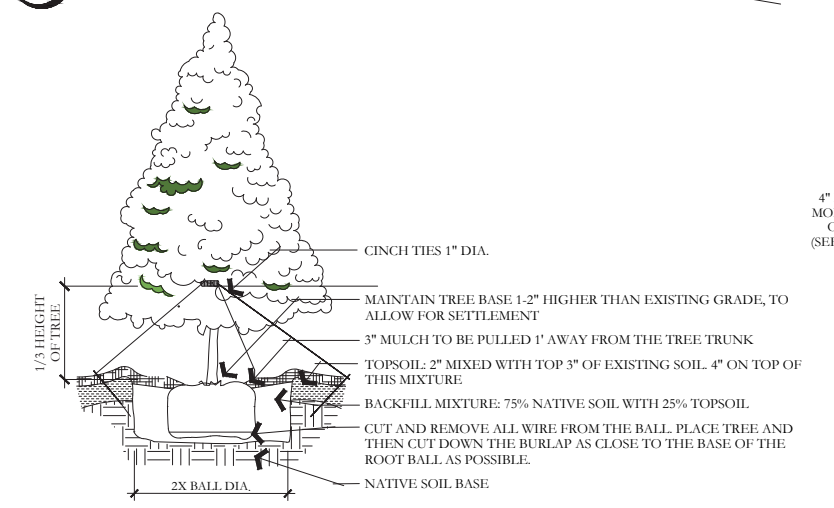 CINCH TIES 1" DIA.
MAINTAIN TREE BASE 1-2" HIGHER THAN EXISTING GRADE, TO
ALLOW FOR SETTLEMENT
3" MULCH TO BE PULLED 1' AWAY FROM THE TREE TRUNK
TOPSOIL: 2" MIXED WITH TOP 3" OF EXISTING SOIL. 4" ON TOP OF
THIS MIXTURE
BACKFILL MIXTURE: 75% NATIVE SOIL WITH 25% TOPSOIL
CUT AND REMOVE ALL WIRE FROM THE BALL. PLACE TREE AND
THEN CUT DOWN THE BURLAP AS CLOSE TO THE BASE OF THE
ROOT BALL AS POSSIBLE.
NATIVE SOIL BASE
1/3 HEIGHT
OF TREE
2X BALL DIA.
4"